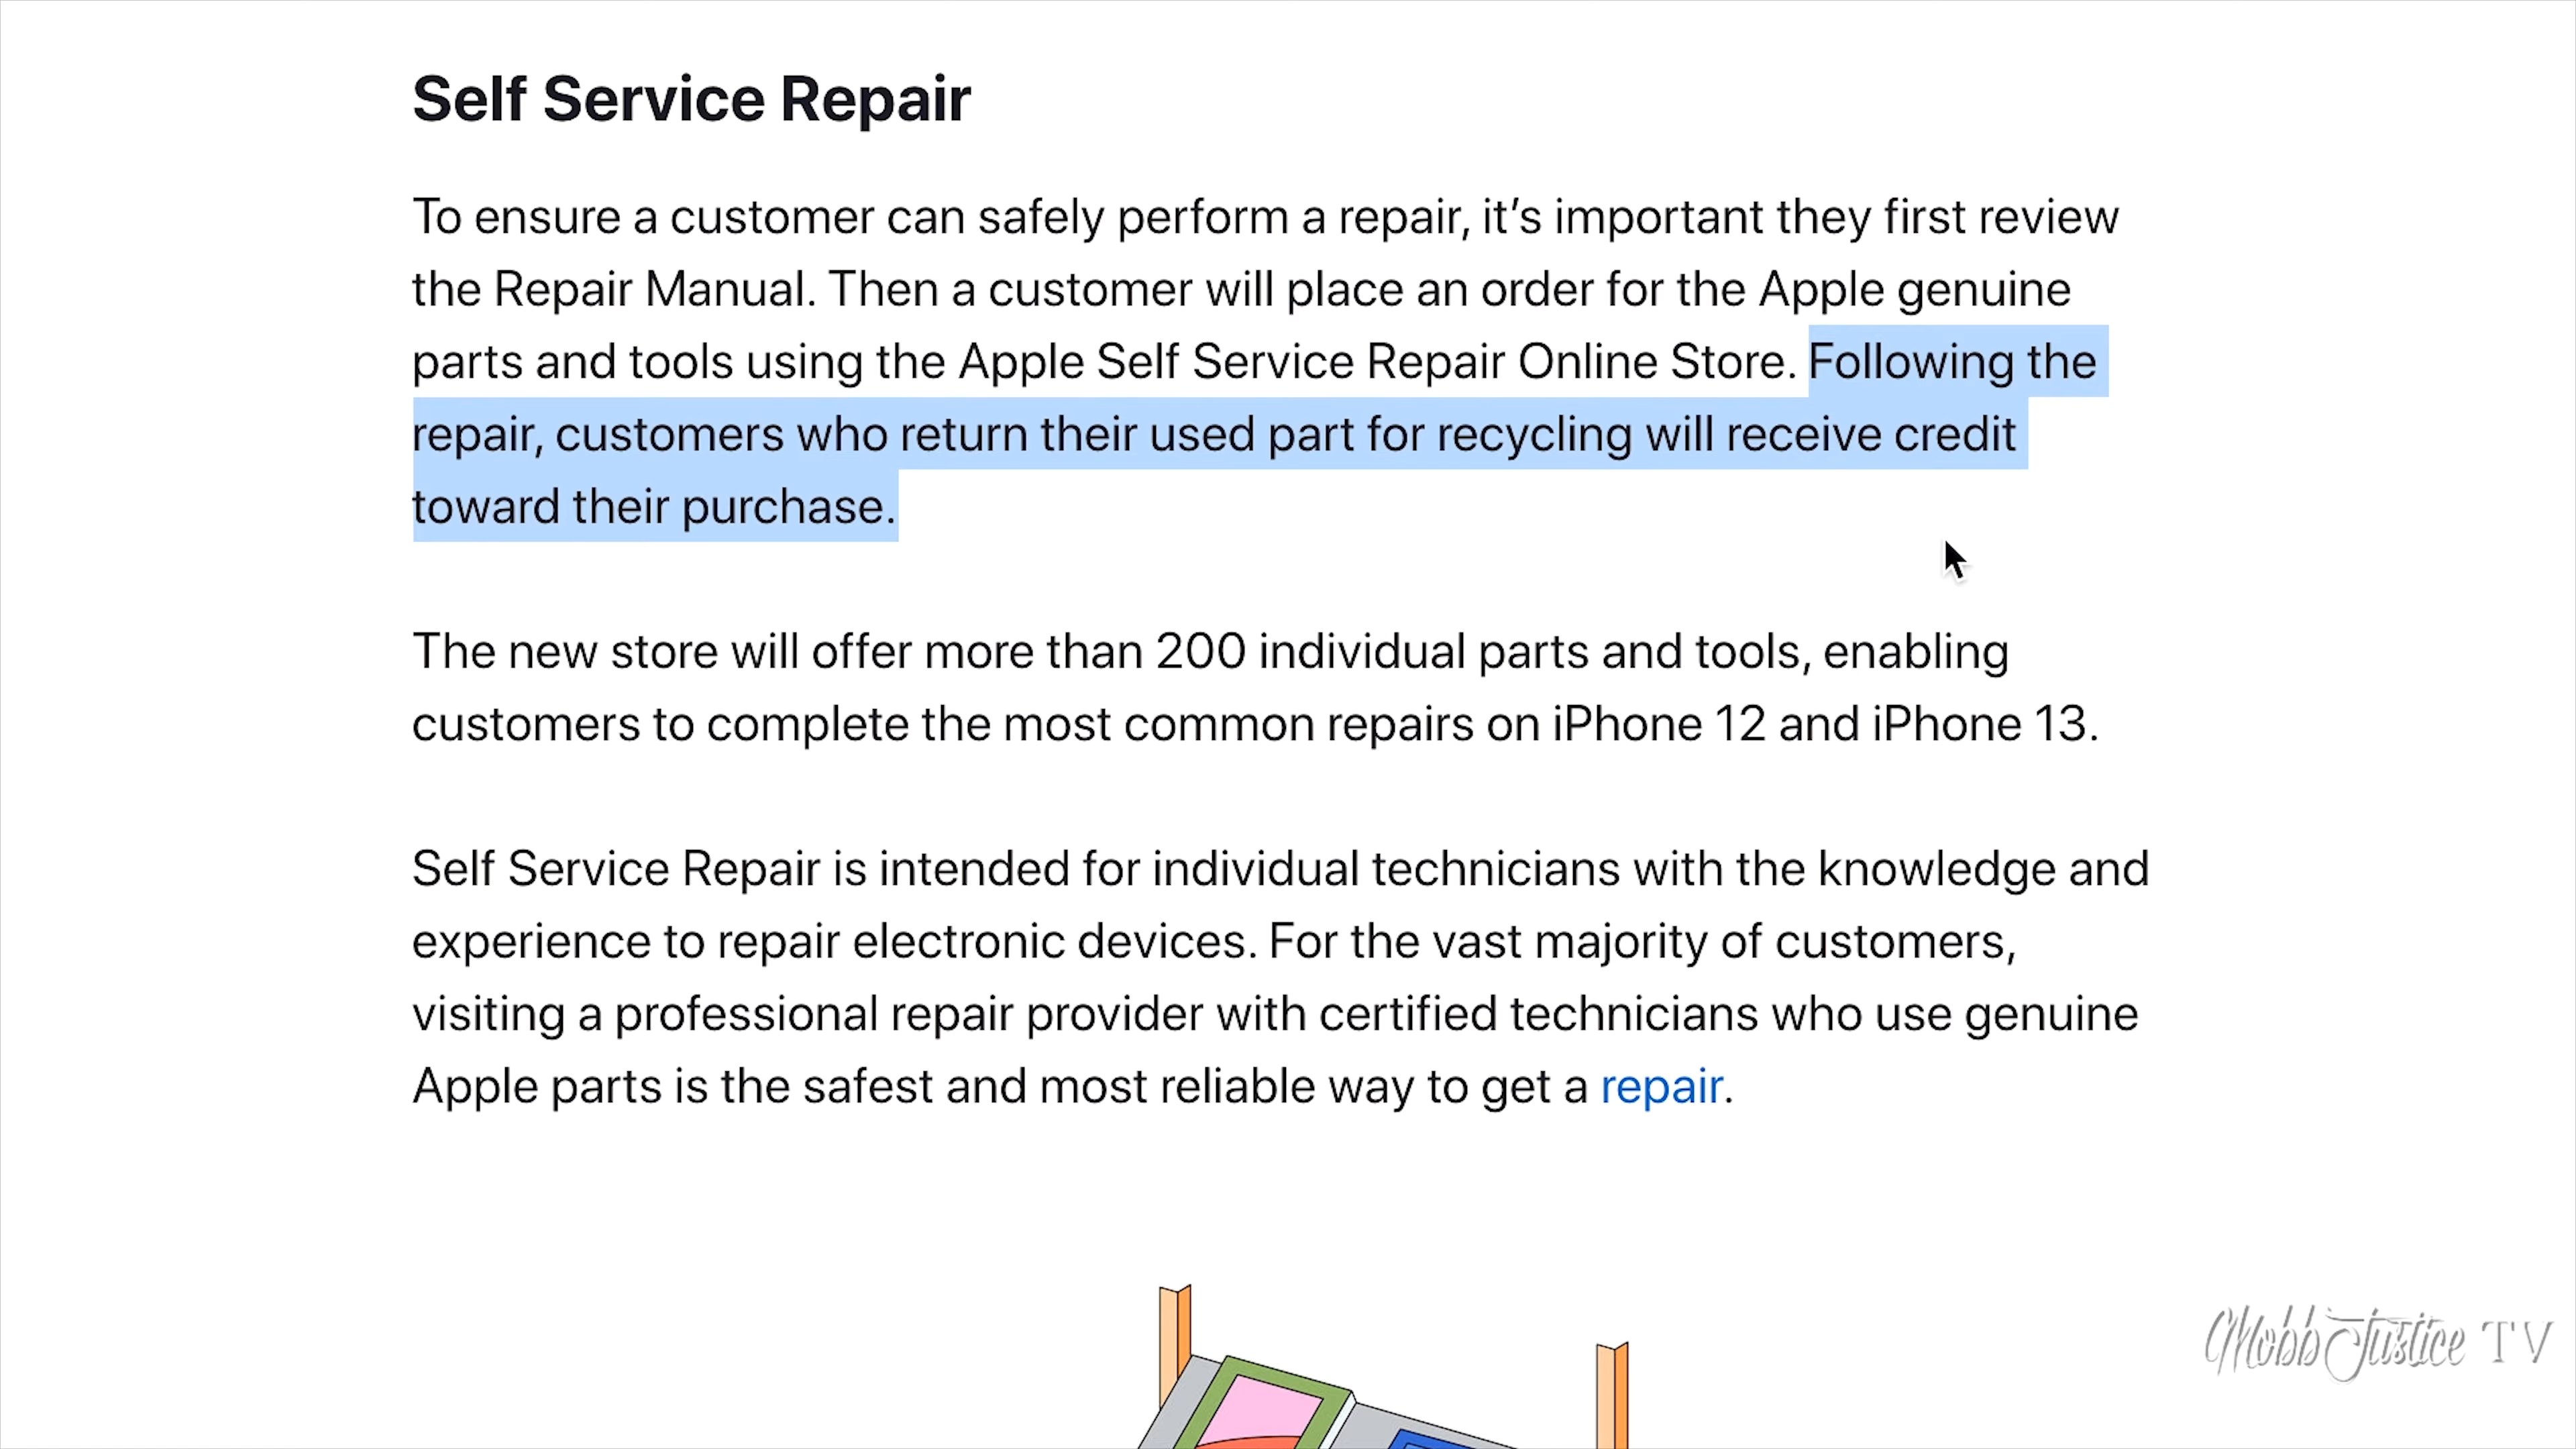 Self Service Repair
To ensure a customer can safely perform a repair, it’s important they first review
the Repair Manual. Then a customer will place an order for the Apple genuine
parts and tools using the Apple Self Service Repair Online Store. Following the
repair, customers who return their used part for recycling will receive credit
toward their purchase.
The new store will offer more than 200 individual parts and tools, enabling
customers to complete the most common repairs on iPhone 12 and iPhone 13.
Self Service Repair is intended for individual technicians with the knowledge and
experience to repair electronic devices. For the vast majority of customers,
visiting a professional repair provider with certified technicians who use genuine
Apple parts is the safest and most reliable way to get a repair.
Mobb Justice TV